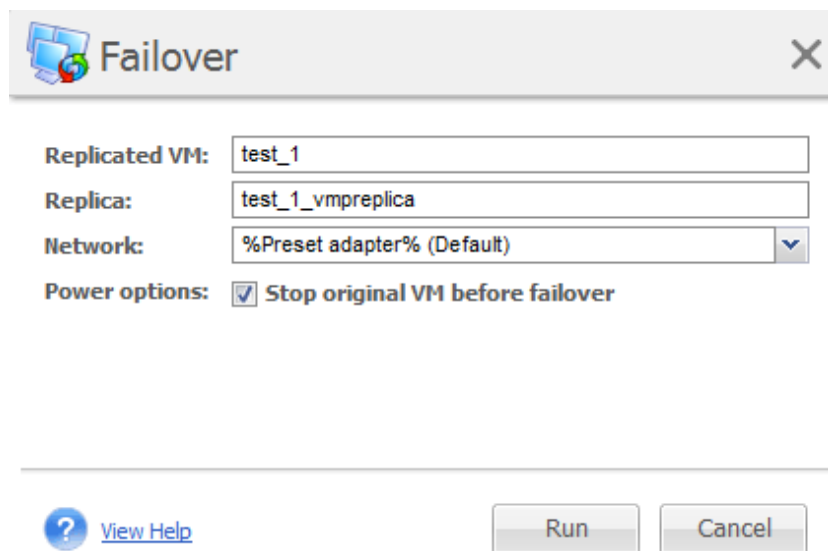 Failover
Replicated VM: test_1
Replica: test_1_vmpreplica
Network: %Preset adapter% (Default)
Power options: Stop original VM before failover
? View Help Run Cancel